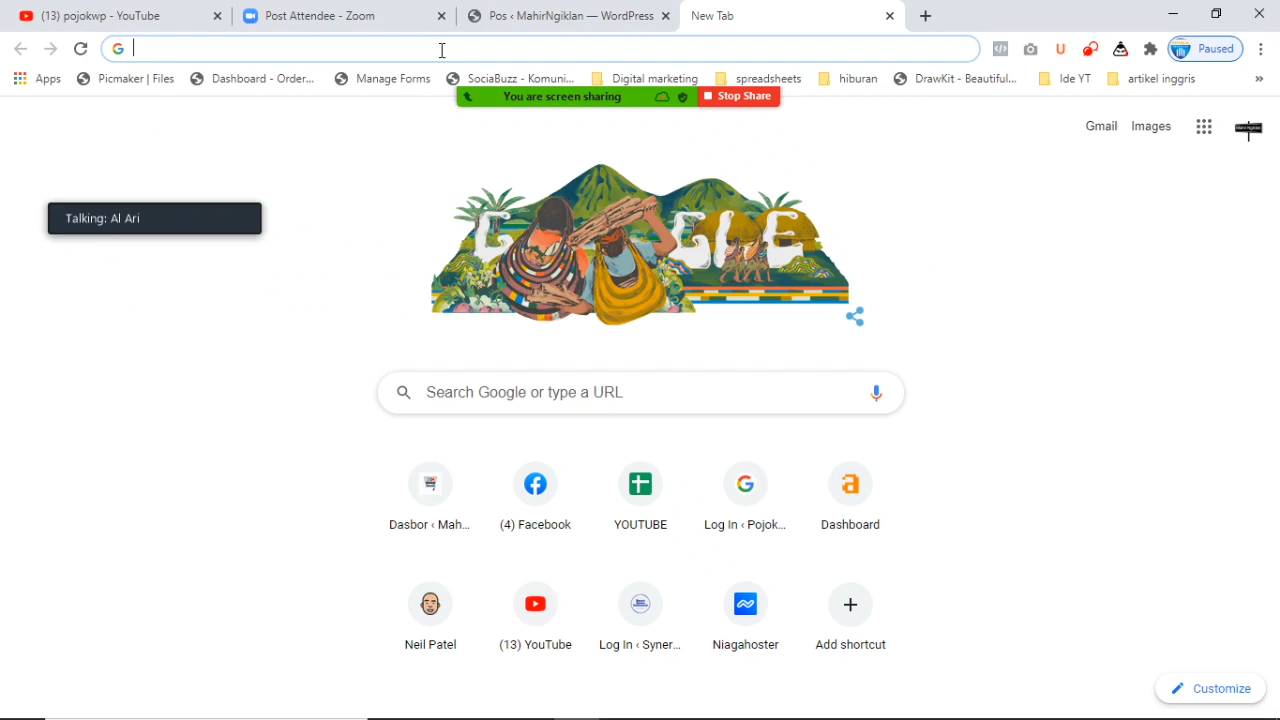 (13) pojokwp - YouTube
Post Attendee - Zoom
Pos ‹ MahirNgiklan — WordPress
New Tab
Paused
Apps
Picmaker | Files
Dashboard - Order...
Manage Forms
SociaBuzz - Komuni...
Digital marketing
spreadsheets
hiburan
DrawKit - Beautiful...
Ide YT
artikel inggris
»
You are screen sharing
Stop Share
Gmail
Images
Talking: Al Ari
G GLE
Search Google or type a URL
Dasbor ‹ Mah...
(4) Facebook
YOUTUBE
Log In ‹ Pojok...
Dashboard
Neil Patel
(13) YouTube
Log In ‹ Syner...
Niagahoster
Add shortcut
Customize